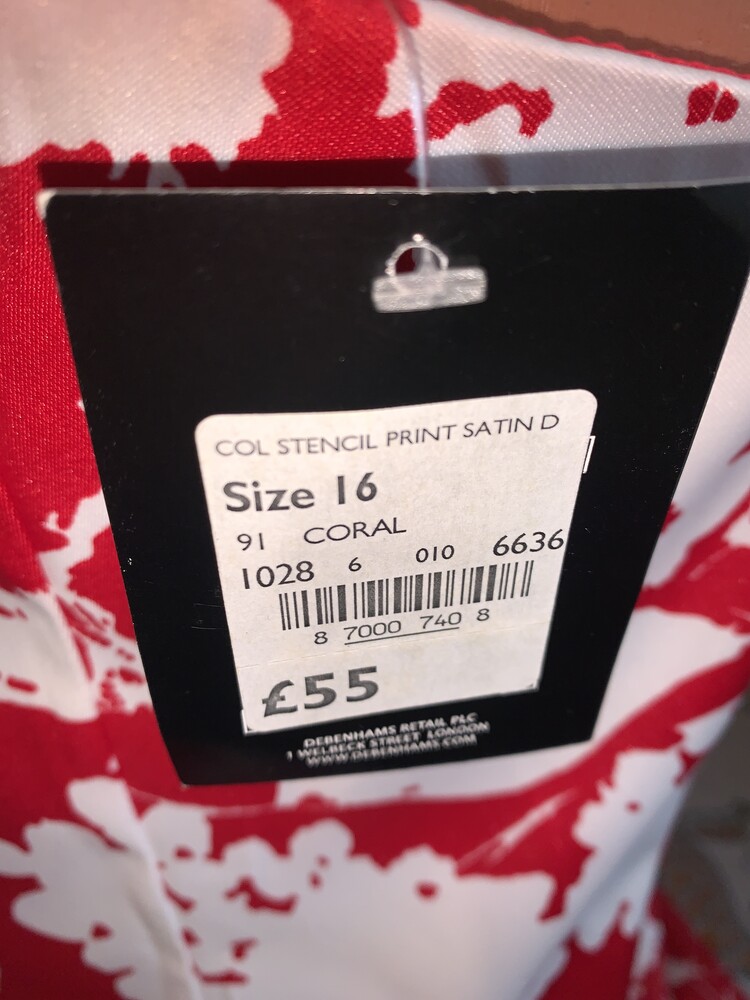 COL STENCIL PRINT SATIN D
Size 16
91 CORAL
1028 6 010 6636
8 7000 740 8
£55
DEBENHAMS RETAIL PLC
1 WELBECK STREET LONDON
WWW.DEBENHAMS.COM